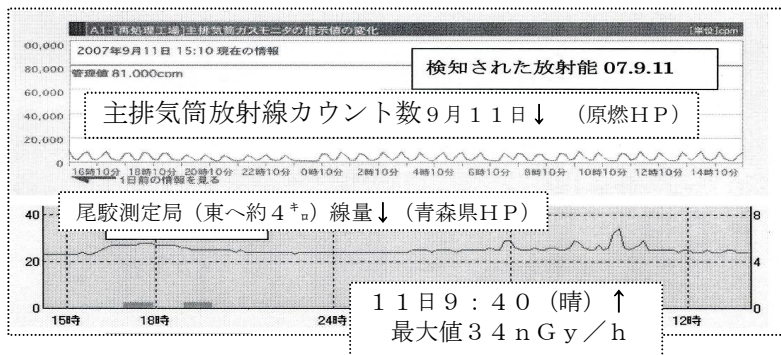 A1-[再処理工場]主排気筒ガスモニタの指示値の変化 [単位]cpm
2007年9月11日 15:10 現在の情報
管理値 81.000cpm
検知された放射能 07.9.11
主排気筒放射線カウント数9月11日↓ (原燃HP)
00,000
80,000
60,000
40,000
20,000
0
16時10分 18時10分 20時10分 22時10分 0時10分 2時10分 4時10分 6時10分 8時10分 10時10分 12時10分 14時10分
1日前の情報を見る
尾駮測定局(東へ約4㌔)線量↓(青森県HP)
40
20
0
8
4
0
15時 18時 24時 12時
11日9:40(晴)↑
最大値34nGy/h